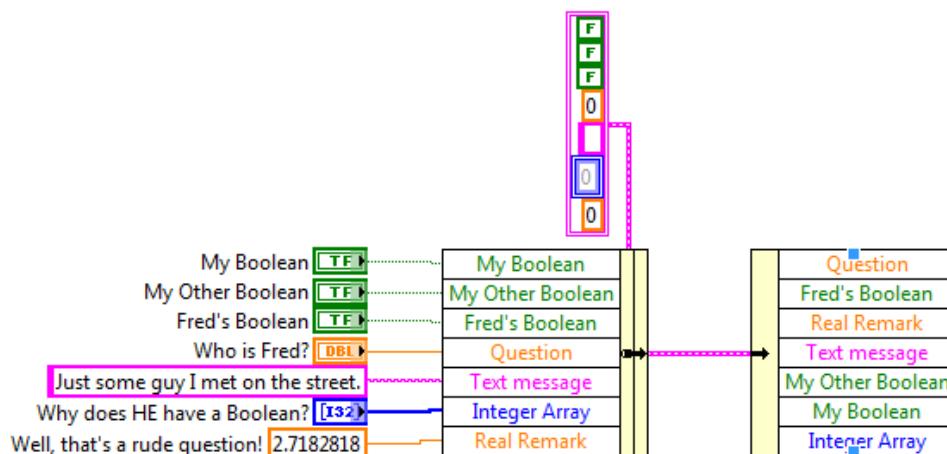 F
F
F
0
0
0
My Boolean TF My Boolean Question
My Other Boolean TF My Other Boolean Fred's Boolean
Fred's Boolean TF Fred's Boolean Real Remark
Who is Fred? DBL Question Text message
Just some guy I met on the street. Text message My Other Boolean
Why does HE have a Boolean? [I32] Integer Array My Boolean
Well, that's a rude question! 2.7182818 Real Remark Integer Array